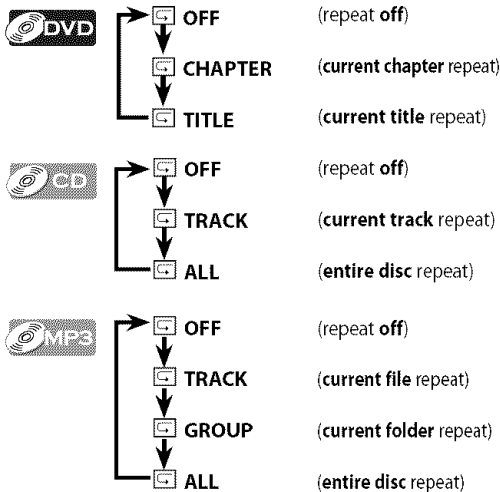 DVD
OFF (repeat off)
CHAPTER (current chapter repeat)
TITLE (current title repeat)
CD
OFF (repeat off)
TRACK (current track repeat)
ALL (entire disc repeat)
MP3
OFF (repeat off)
TRACK (current file repeat)
GROUP (current folder repeat)
ALL (entire disc repeat)